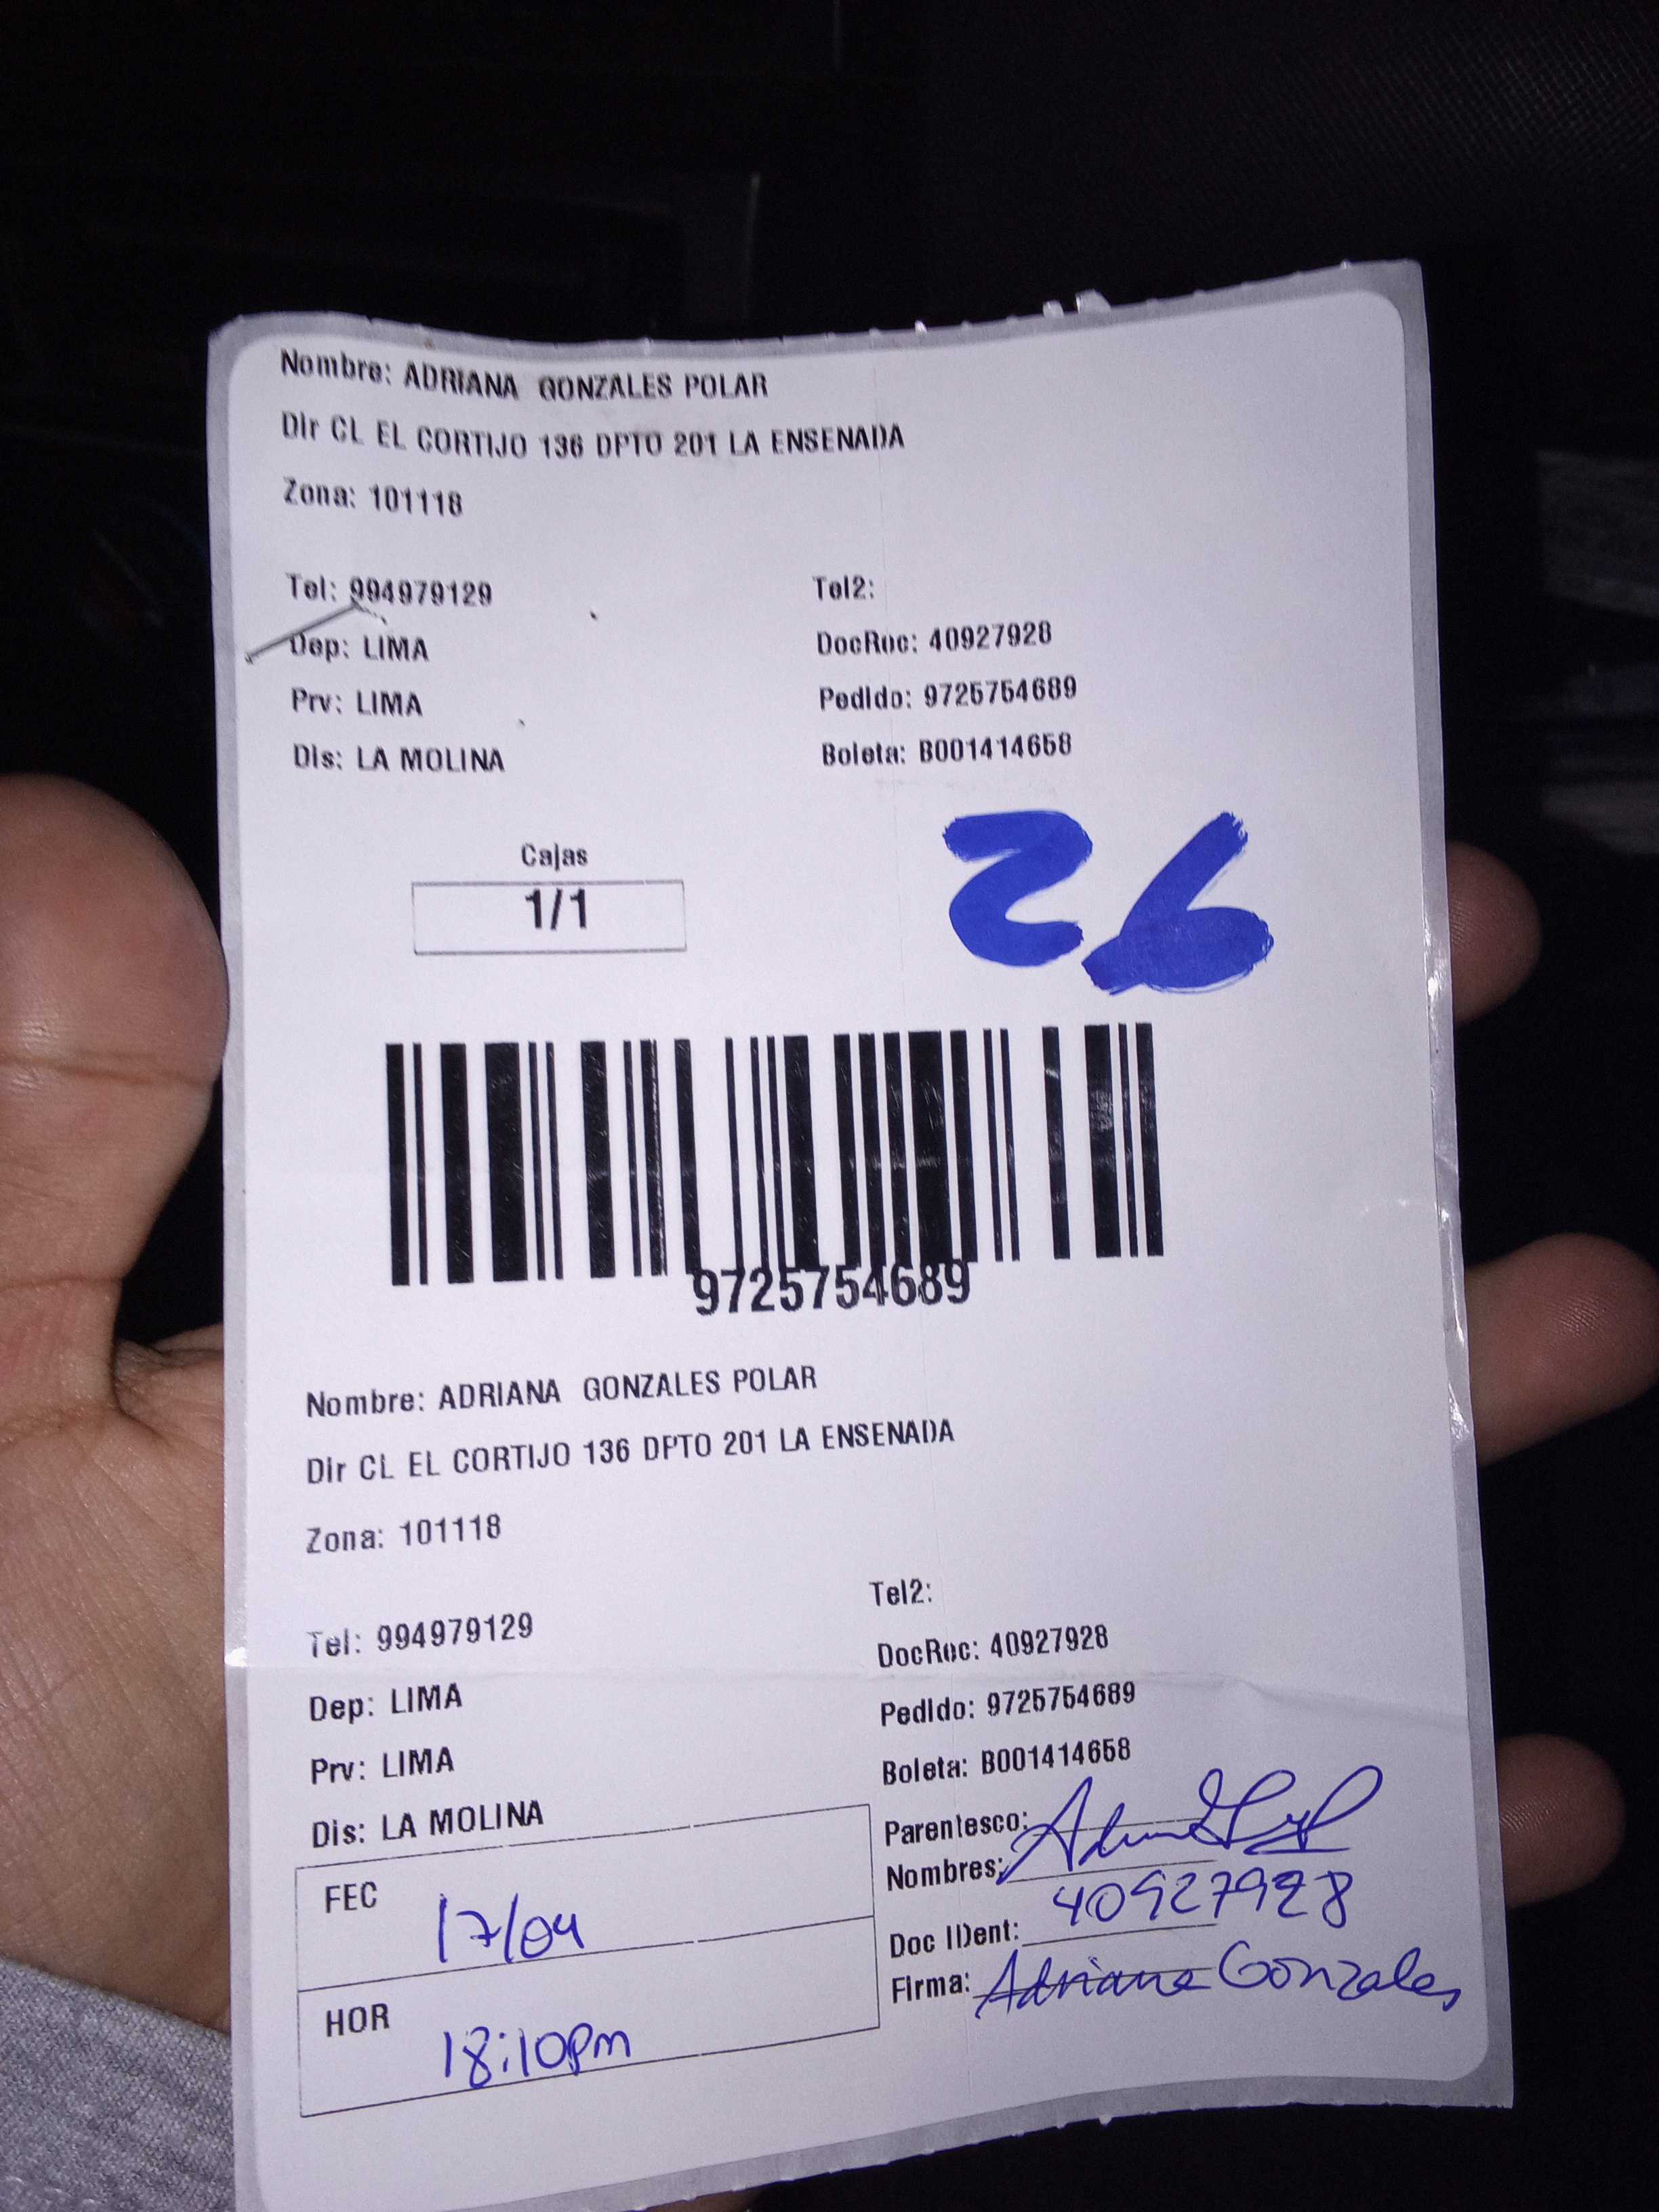 Nombre: ADRIANA GONZALES POLAR
Dir CL EL CORTIJO 136 DPTO 201 LA ENSENADA
Zona: 101118
Tel: 994979129 Tel2:
Dep: LIMA DocRec: 40927928
Prv: LIMA Pedido: 9725754689
Dis: LA MOLINA Boleta: B001414658
Cajas
1/1
26
9725754689
Nombre: ADRIANA GONZALES POLAR
Dir CL EL CORTIJO 136 DPTO 201 LA ENSENADA
Zona: 101118
Tel: 994979129 Tel2:
Dep: LIMA DocRec: 40927928
Prv: LIMA Pedido: 9725754689
Dis: LA MOLINA Boleta: B001414658
Parentesco:
Nombres:
FEC 17/04
Doc IDent: 40927928
Firma: Adriana Gonzales
HOR 18:10pm